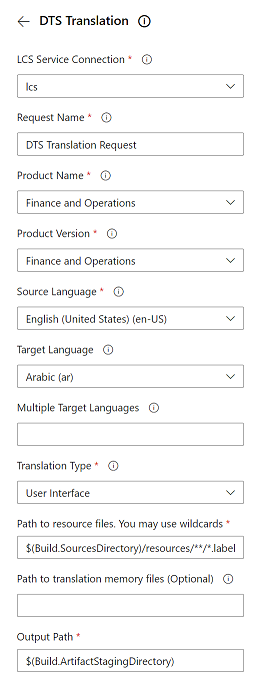 DTS Translation
LCS Service Connection *
lcs
Request Name *
DTS Translation Request
Product Name *
Finance and Operations
Product Version *
Finance and Operations
Source Language *
English (United States) (en-US)
Target Language
Arabic (ar)
Multiple Target Languages
Translation Type *
User Interface
Path to resource files. You may use wildcards *
$(Build.SourcesDirectory)/resources/**/*.label
Path to translation memory files (Optional)
Output Path *
$(Build.ArtifactStagingDirectory)